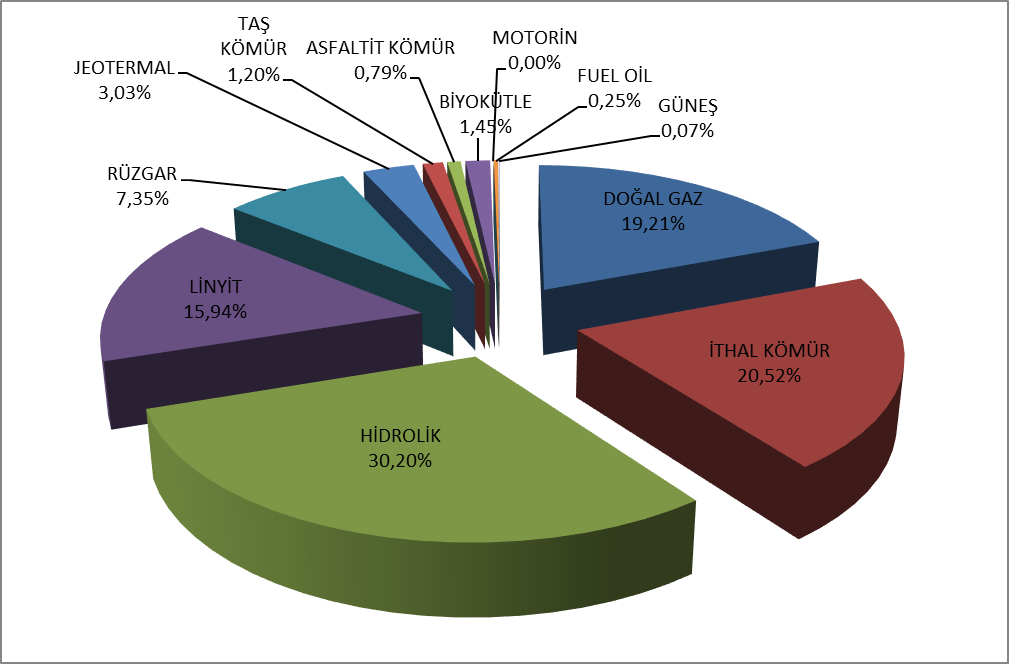 TAŞ
KÖMÜR
1,20%
ASFALTİT KÖMÜR
0,79%
MOTORİN
0,00%
JEOTERMAL
3,03%
BİYOKÜTLE
1,45%
FUEL OİL
0,25%
GÜNEŞ
0,07%
RÜZGAR
7,35%
DOĞAL GAZ
19,21%
LİNYİT
15,94%
İTHAL KÖMÜR
20,52%
HİDROLİK
30,20%